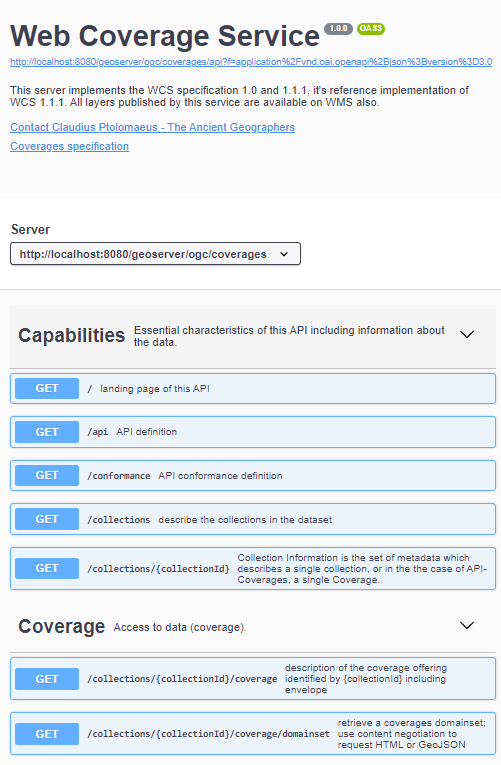 Web Coverage Service 1.0.0 OAS3
http://localhost:8080/geoserver/ogc/coverages/api?f=application%2Fvnd.oai.openapi%2Bjson%3Bversion%3D3.0
This server implements the WCS specification 1.0 and 1.1.1, it's reference implementation of
WCS 1.1.1. All layers published by this service are available on WMS also.
Contact Claudius Ptolomaeus - The Ancient Geographers
Coverages specification
Server
http://localhost:8080/geoserver/ogc/coverages
Capabilities Essential characteristics of this API including information about
the data.
GET / landing page of this API
GET /api API definition
GET /conformance API conformance definition
GET /collections describe the collections in the dataset
GET /collections/{collectionId} Collection Information is the set of metadata which
describes a single collection, or in the the case of API-
Coverages, a single Coverage.
Coverage Access to data (coverage).
GET /collections/{collectionId}/coverage description of the coverage offering
identified by {collectionId} including
envelope
GET /collections/{collectionId}/coverage/domainset retrieve a coverages domainset;
use content negotiation to
request HTML or GeoJSON